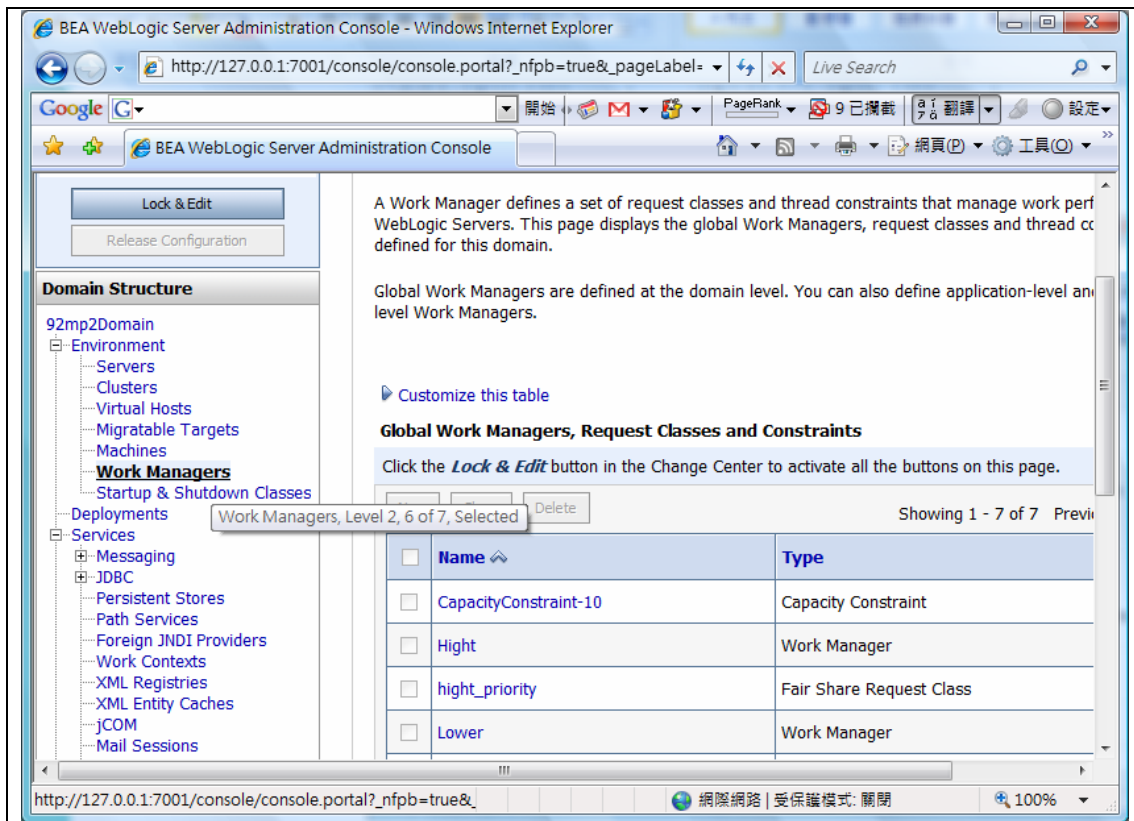 BEA WebLogic Server Administration Console - Windows Internet Explorer
http://127.0.0.1:7001/console/console.portal?_nfpb=true&_pageLabel=
Live Search
Google G
開始 PageRank 9 已攔截 翻譯 設定
BEA WebLogic Server Administration Console
網頁(P) 工具(O)
Lock & Edit
Release Configuration
Domain Structure
92mp2Domain
Environment
Servers
Clusters
Virtual Hosts
Migratable Targets
Machines
Work Managers
Startup & Shutdown Classes
Deployments
Services
Messaging
JDBC
Persistent Stores
Path Services
Foreign JNDI Providers
Work Contexts
XML Registries
XML Entity Caches
jCOM
Mail Sessions
Work Managers, Level 2, 6 of 7, Selected
A Work Manager defines a set of request classes and thread constraints that manage work perf
WebLogic Servers. This page displays the global Work Managers, request classes and thread co
defined for this domain.
Global Work Managers are defined at the domain level. You can also define application-level an
level Work Managers.
Customize this table
Global Work Managers, Request Classes and Constraints
Click the Lock & Edit button in the Change Center to activate all the buttons on this page.
Delete
Showing 1 - 7 of 7 Previ
Name Type
CapacityConstraint-10 Capacity Constraint
Hight Work Manager
hight_priority Fair Share Request Class
Lower Work Manager
http://127.0.0.1:7001/console/console.portal?_nfpb=true&_
網際網路 | 受保護模式: 關閉
100%